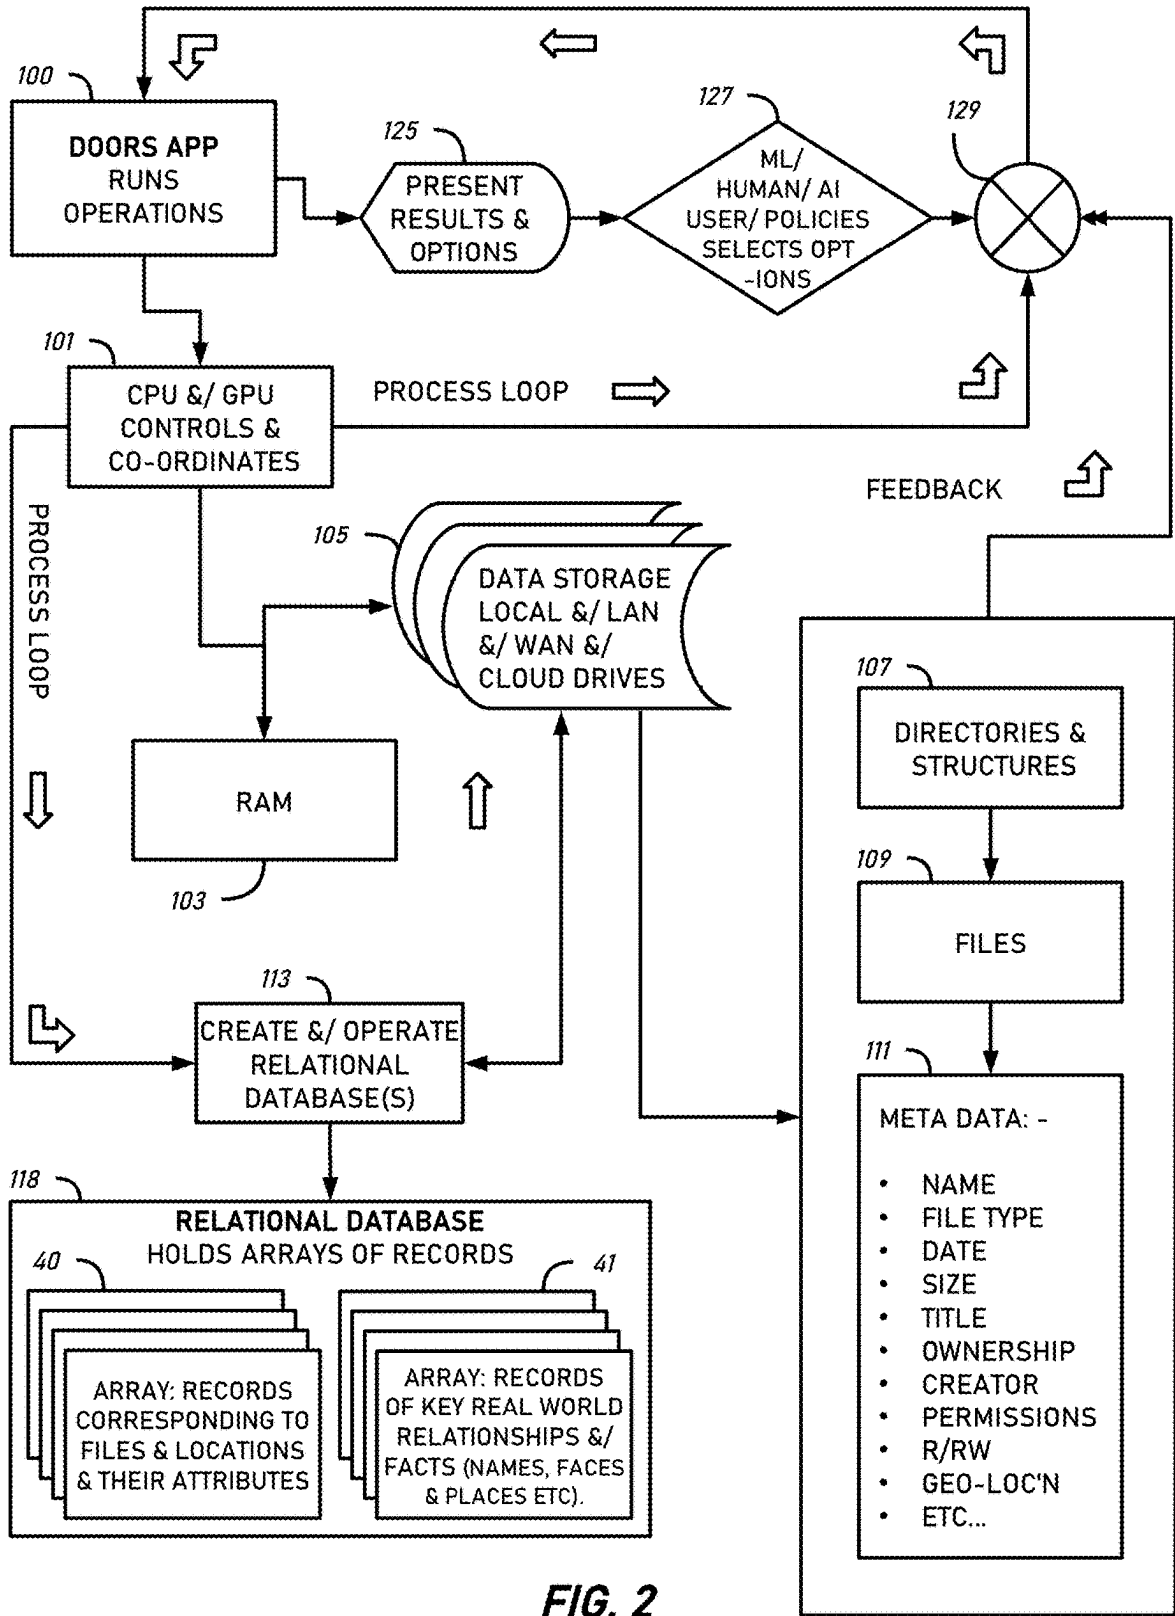 100
DOORS APP
RUNS
OPERATIONS
125
PRESENT
RESULTS &
OPTIONS
127
ML/
HUMAN/ AI
USER/ POLICIES
SELECTS OPT
-IONS
129
101
CPU &/ GPU
CONTROLS &
CO-ORDINATES
PROCESS LOOP
FEEDBACK
PROCESS LOOP
105
DATA STORAGE
LOCAL &/ LAN
&/ WAN &/
CLOUD DRIVES
RAM
103
107
DIRECTORIES &
STRUCTURES
109
FILES
113
CREATE &/ OPERATE
RELATIONAL
DATABASE(S)
111
META DATA: -
• NAME
• FILE TYPE
• DATE
• SIZE
• TITLE
• OWNERSHIP
• CREATOR
• PERMISSIONS
• R/RW
• GEO-LOC'N
• ETC...
118
RELATIONAL DATABASE
HOLDS ARRAYS OF RECORDS
40
ARRAY: RECORDS
CORRESPONDING TO
FILES & LOCATIONS
& THEIR ATTRIBUTES
41
ARRAY: RECORDS
OF KEY REAL WORLD
RELATIONSHIPS &/
FACTS (NAMES, FACES
& PLACES ETC).
FIG. 2